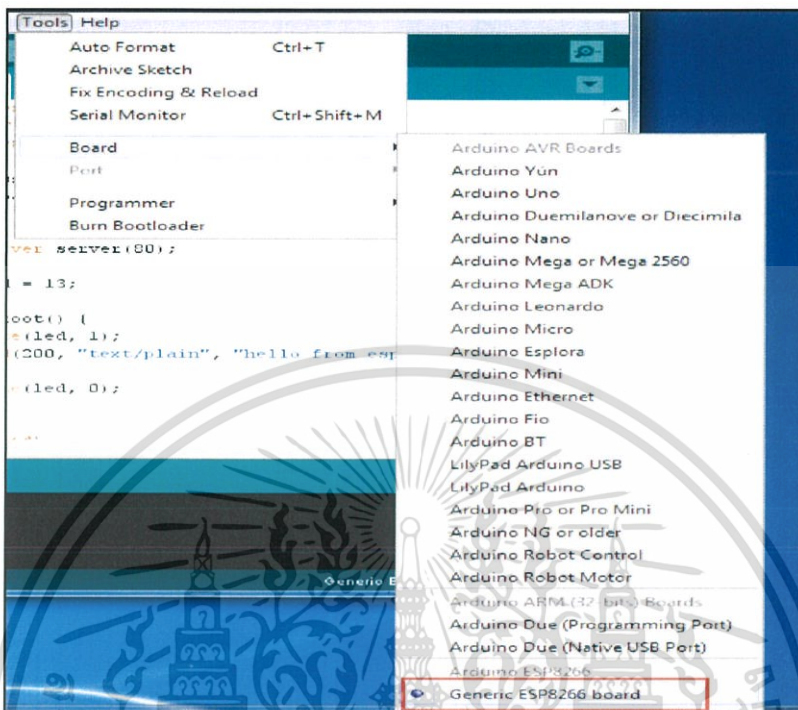 Tools Help
Auto Format Ctrl+T
Archive Sketch
Fix Encoding & Reload
Serial Monitor Ctrl+Shift+M
Board
Port
Programmer
Burn Bootloader
server(80);
= 13;
oot() {
(led, 1);
(200, "text/plain", "hello from esp
(led, 0);
Generic E
Arduino AVR Boards
Arduino Yún
Arduino Uno
Arduino Duemilanove or Diecimila
Arduino Nano
Arduino Mega or Mega 2560
Arduino Mega ADK
Arduino Leonardo
Arduino Micro
Arduino Esplora
Arduino Mini
Arduino Ethernet
Arduino Fio
Arduino BT
LilyPad Arduino USB
LilyPad Arduino
Arduino Pro or Pro Mini
Arduino NG or older
Arduino Robot Control
Arduino Robot Motor
Arduino ARM (32-bits) Boards
Arduino Due (Programming Port)
Arduino Due (Native USB Port)
Arduino ESP8266
Generic ESP8266 board